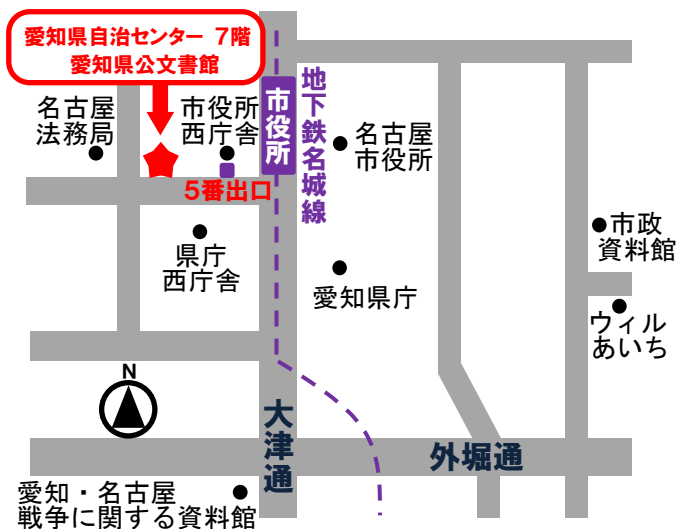 愛知県自治センター 7階
愛知県公文書館
名古屋
法務局
市役所
西庁舎
市役所
地下鉄名城線
名古屋
市役所
5番出口
県庁
西庁舎
愛知県庁
市政
資料館
ウィル
あいち
N
大津通
外堀通
愛知・名古屋
戦争に関する資料館